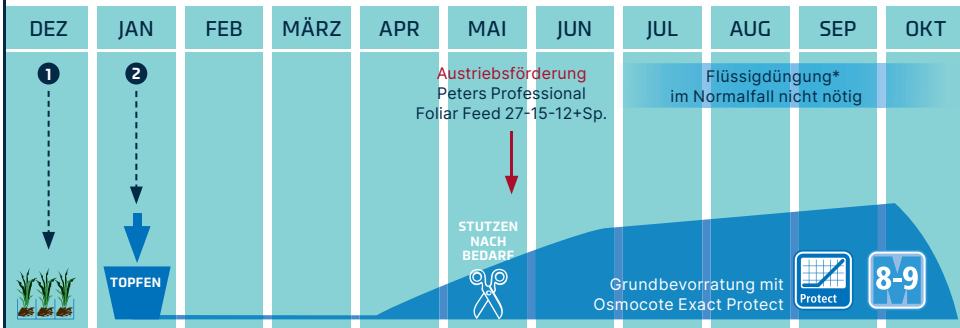 DEZ JAN FEB MÄRZ APR MAI JUN JUL AUG SEP OKT
1 2
Austriebsförderung
Peters Professional
Foliar Feed 27-15-12+Sp.
Flüssigdüngung*
im Normalfall nicht nötig
STUTZEN
NACH
BEDARF
TOPFEN
Grundbevorratung mit
Osmocote Exact Protect
Protect
M
8-9